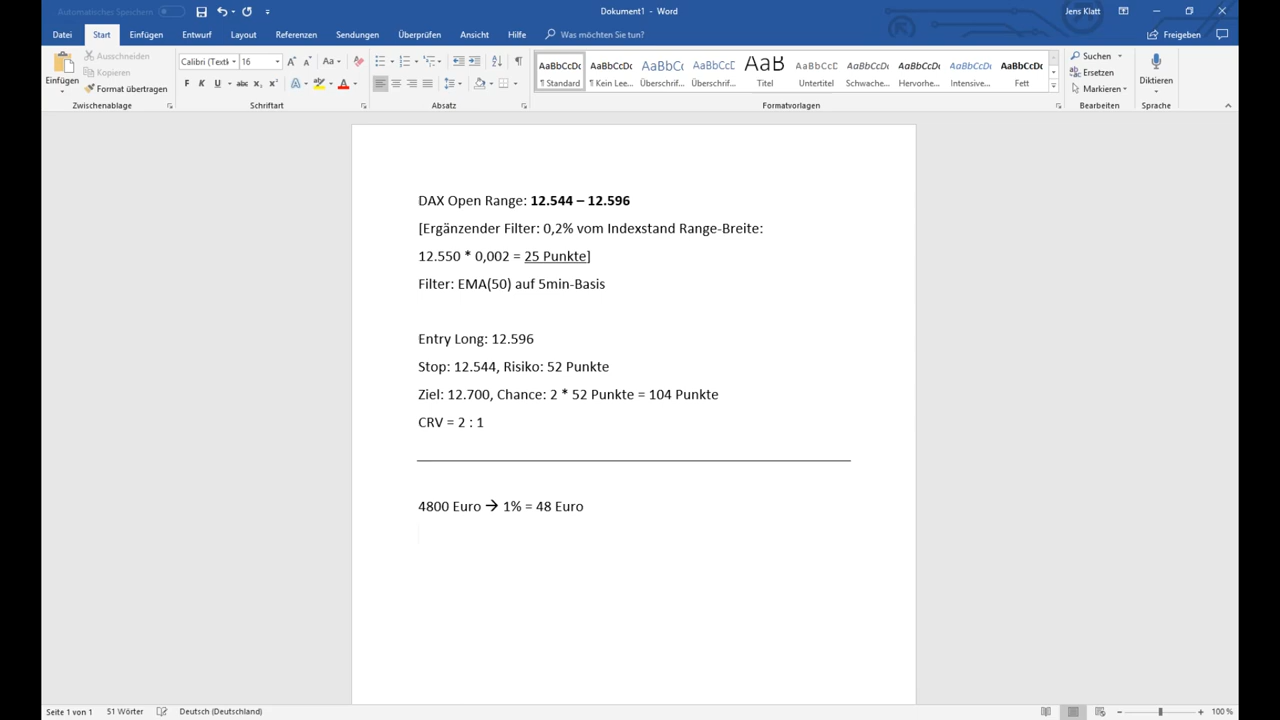 Automatisches Speichern
Dokument1 - Word
Jens Klatt
Datei Start Einfügen Entwurf Layout Referenzen Sendungen Überprüfen Ansicht Hilfe Was möchten Sie tun? Freigeben
Einfügen
Ausschneiden
Kopieren
Format übertragen
Zwischenablage
Calibri (Textk 16
F K U abc x₂ x²
Schriftart
Absatz
AaBbCcDc AaBbCcDc AaBbCc AaBbCcD AaB AaBbCcD AaBbCcDc AaBbCcDc AaBbCcDc AaBbCcDc
¶ Standard ¶ Kein Lee... Überschrif... Überschrif... Titel Untertitel Schwache... Hervorhe... Intensive... Fett
Formatvorlagen
Suchen
Ersetzen
Markieren
Bearbeiten
Diktieren
Sprache
DAX Open Range: 12.544 – 12.596
[Ergänzender Filter: 0,2% vom Indexstand Range-Breite:
12.550 * 0,002 = 25 Punkte]
Filter: EMA(50) auf 5min-Basis
Entry Long: 12.596
Stop: 12.544, Risiko: 52 Punkte
Ziel: 12.700, Chance: 2 * 52 Punkte = 104 Punkte
CRV = 2 : 1
4800 Euro → 1% = 48 Euro
Seite 1 von 1 51 Wörter Deutsch (Deutschland) 100 %